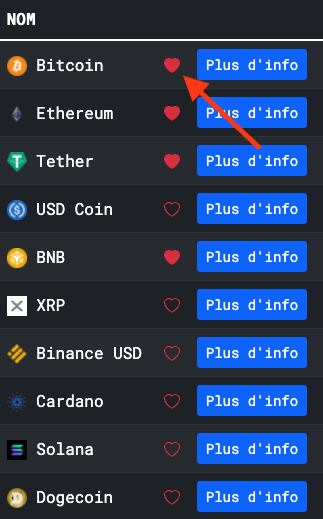 NOM
Bitcoin Plus d'info
Ethereum Plus d'info
Tether Plus d'info
USD Coin Plus d'info
BNB Plus d'info
XRP Plus d'info
Binance USD Plus d'info
Cardano Plus d'info
Solana Plus d'info
Dogecoin Plus d'info